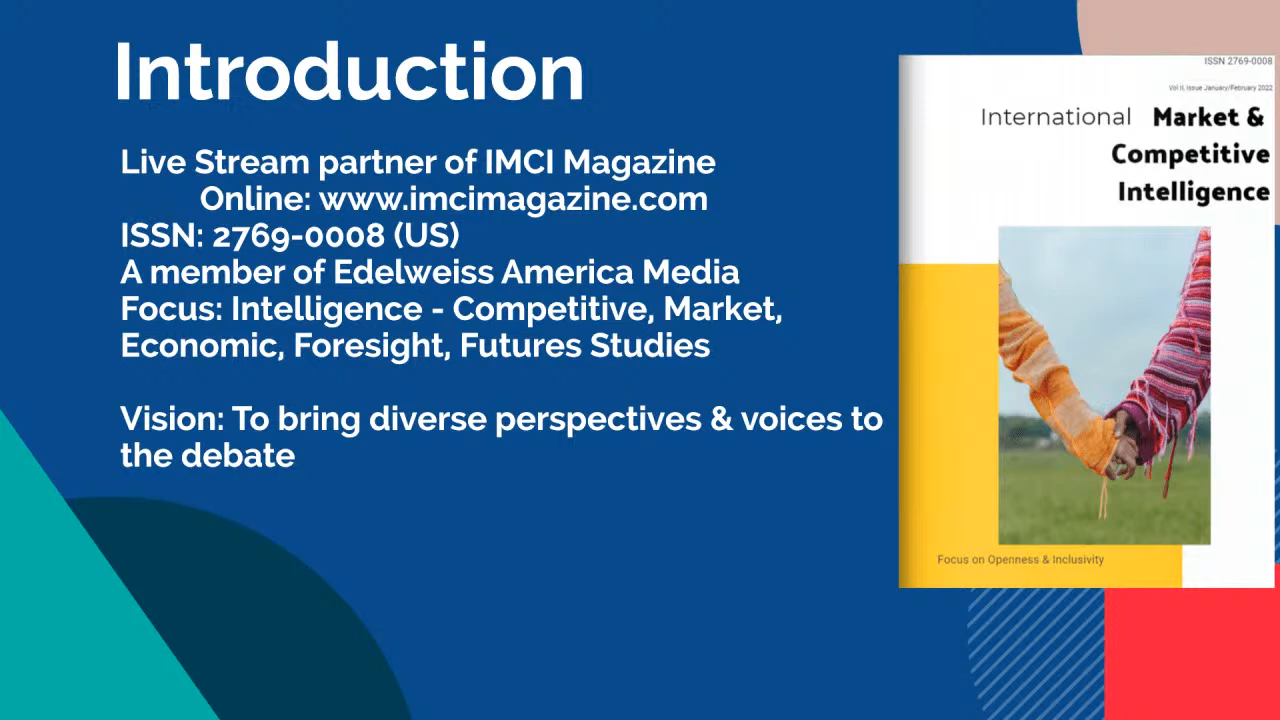 Introduction
Live Stream partner of IMCI Magazine
Online: www.imcimagazine.com
ISSN: 2769-0008 (US)
A member of Edelweiss America Media
Focus: Intelligence - Competitive, Market,
Economic, Foresight, Futures Studies
Vision: To bring diverse perspectives & voices to
the debate
ISSN 2769-0008
Vol II, Issue January/February 2022
International Market &
Competitive
Intelligence
Focus on Openness & Inclusivity